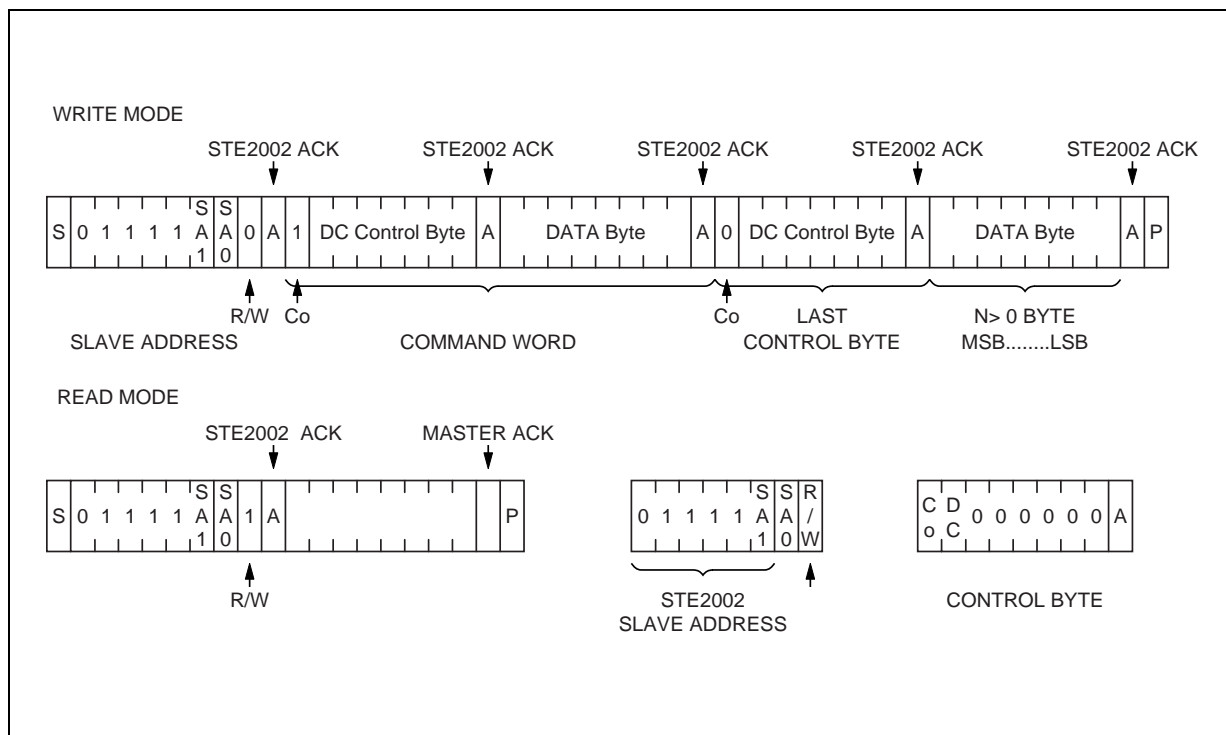 WRITE MODE
STE2002 ACK STE2002 ACK STE2002 ACK STE2002 ACK STE2002 ACK
S 0 1 1 1 1 SA1 SA0 0 A 1 DC Control Byte A DATA Byte A 0 DC Control Byte A DATA Byte A P
R/W Co Co LAST N> 0 BYTE
SLAVE ADDRESS COMMAND WORD CONTROL BYTE MSB........LSB
READ MODE
STE2002 ACK MASTER ACK
S 0 1 1 1 1 SA1 SA0 1 A P 0 1 1 1 1 SA1 SA0 R/W Co DC 0 0 0 0 0 0 A
R/W STE2002 CONTROL BYTE
SLAVE ADDRESS